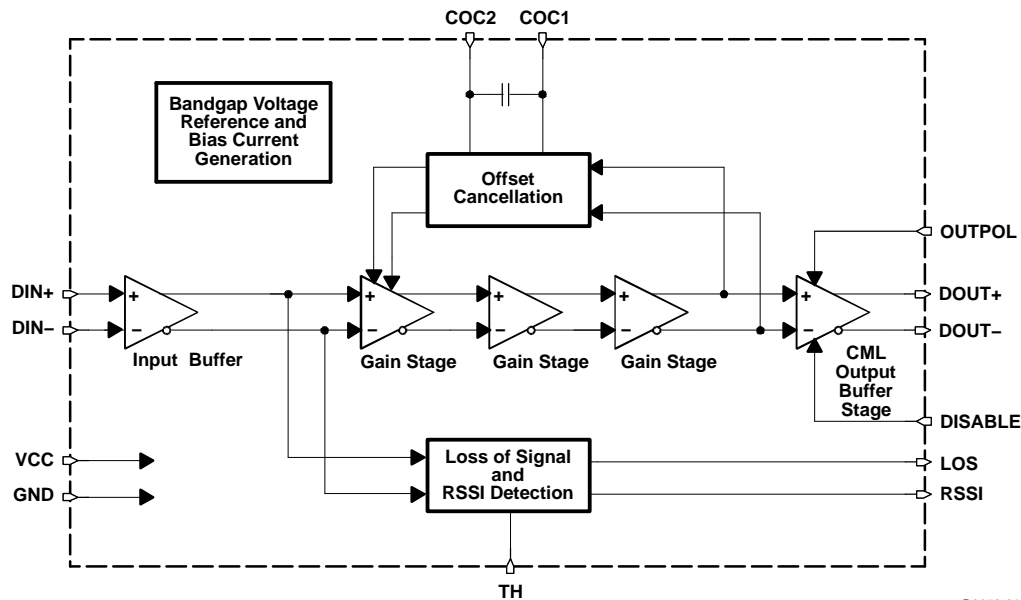 COC2 COC1
Bandgap Voltage
Reference and
Bias Current
Generation
Offset
Cancellation
OUTPOL
DIN+
+
+
+
+
+
DOUT+
DIN−
−
−
−
−
−
DOUT−
Input Buffer
Gain Stage
Gain Stage
Gain Stage
CML
Output
Buffer
Stage
DISABLE
VCC
Loss of Signal
and
RSSI Detection
LOS
GND
RSSI
TH